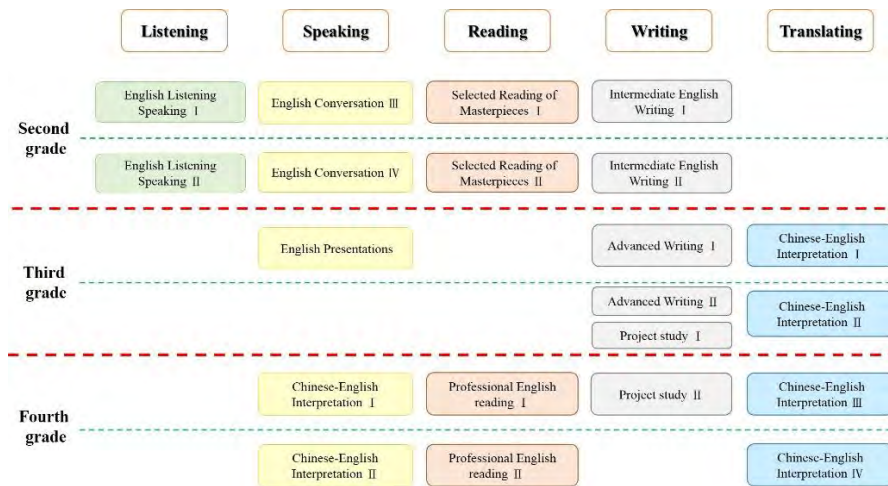 Listening
Speaking
Reading
Writing
Translating
Second
grade
English Listening
Speaking Ⅰ
English Conversation Ⅲ
Selected Reading of
Masterpieces Ⅰ
Intermediate English
Writing Ⅰ
English Listening
Speaking Ⅱ
English Conversation Ⅳ
Selected Reading of
Masterpieces Ⅱ
Intermediate English
Writing Ⅱ
Third
grade
English Presentations
Advanced Writing Ⅰ
Chinese-English
Interpretation Ⅰ
Advanced Writing Ⅱ
Project study Ⅰ
Chinese-English
Interpretation Ⅱ
Fourth
grade
Chinese-English
Interpretation Ⅰ
Professional English
reading Ⅰ
Project study Ⅱ
Chinese-English
Interpretation Ⅲ
Chinese-English
Interpretation Ⅱ
Professional English
reading Ⅱ
Chinese-English
Interpretation Ⅳ